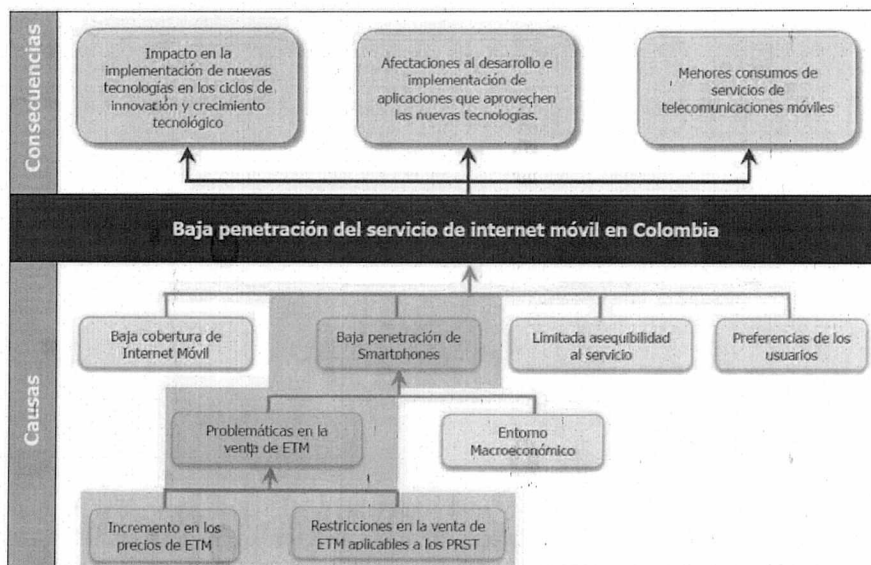 Consecuencias
Impacto en la
implementación de nuevas
tecnologías en los ciclos de
innovación y crecimiento
tecnológico
Afectaciones al desarrollo e
implementación de
aplicaciones que aprovechen
las nuevas tecnologías.
Menores consumos de
servicios de
telecomunicaciones móviles
Baja penetración del servicio de internet móvil en Colombia
Causas
Baja cobertura de
Internet Móvil
Baja penetración de
Smartphones
Limitada asequibilidad
al servicio
Preferencias de los
usuarios
Problemáticas en la
venta de ETM
Entorno
Macroeconómico
Incremento en los
precios de ETM
Restricciones en la venta de
ETM aplicables a los PRST